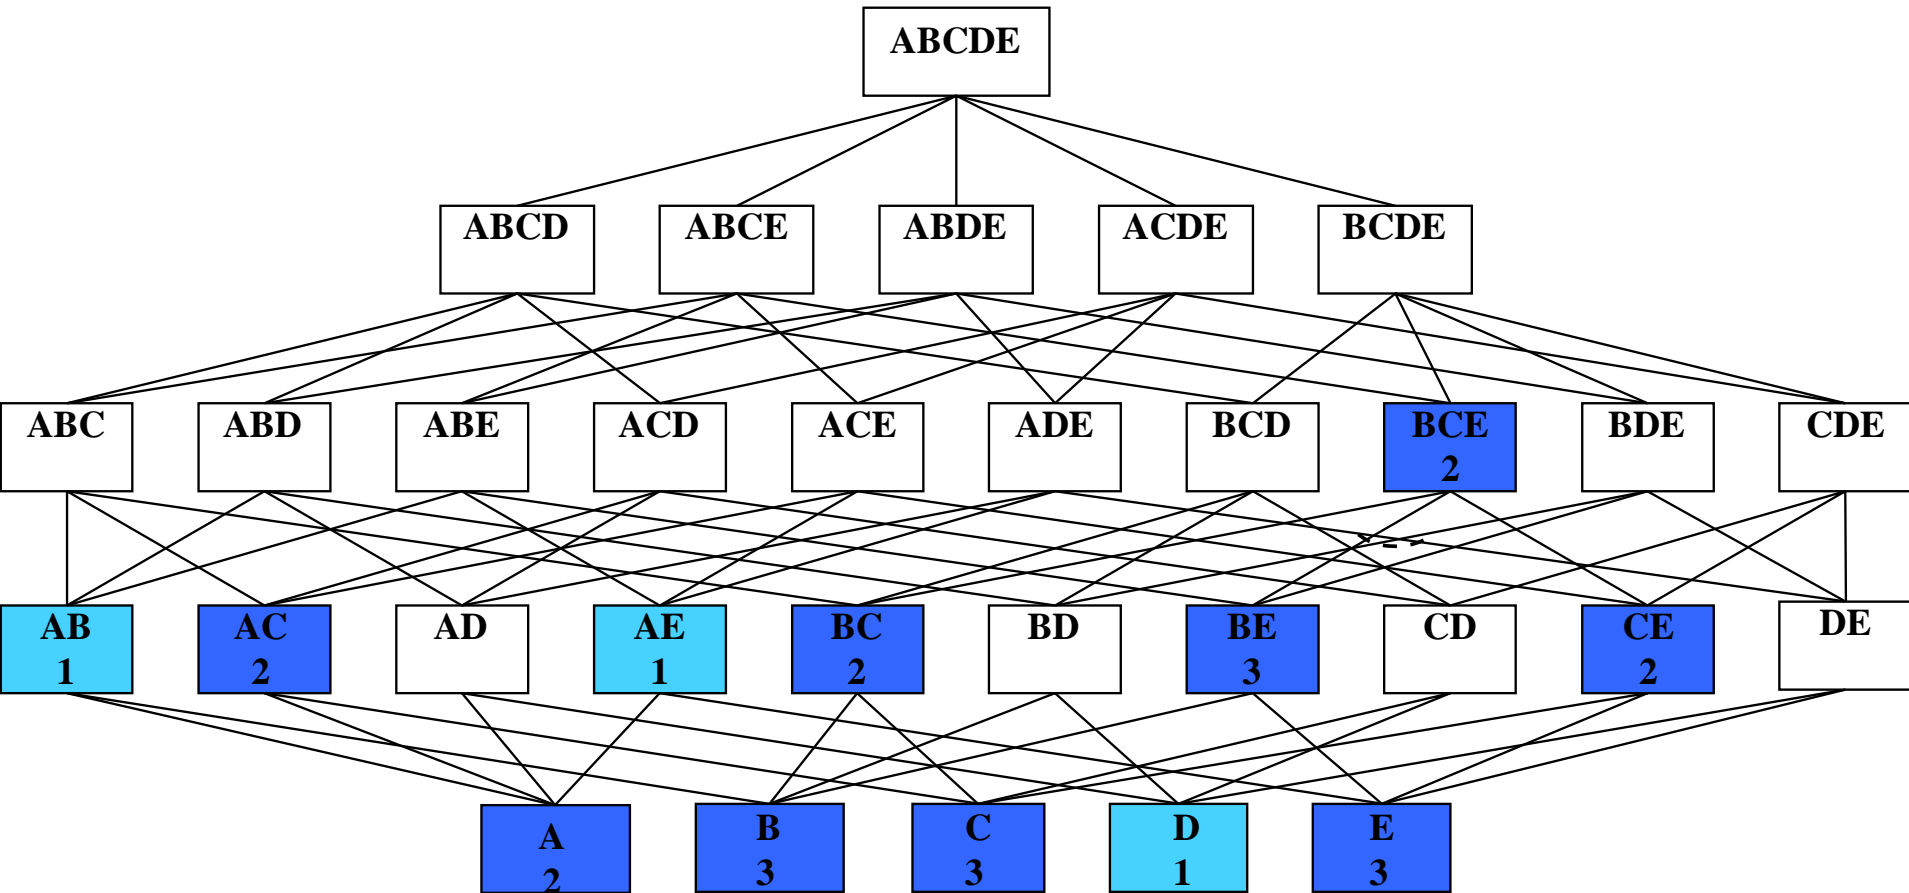 ABCDE
ABCD ABCE ABDE ACDE BCDE
ABC ABD ABE ACD ACE ADE BCD BCE BDE CDE
2
AB AC AD AE BC BD BE CD CE DE
1 2 1 2 3 2
A B C D E
2 3 3 1 3